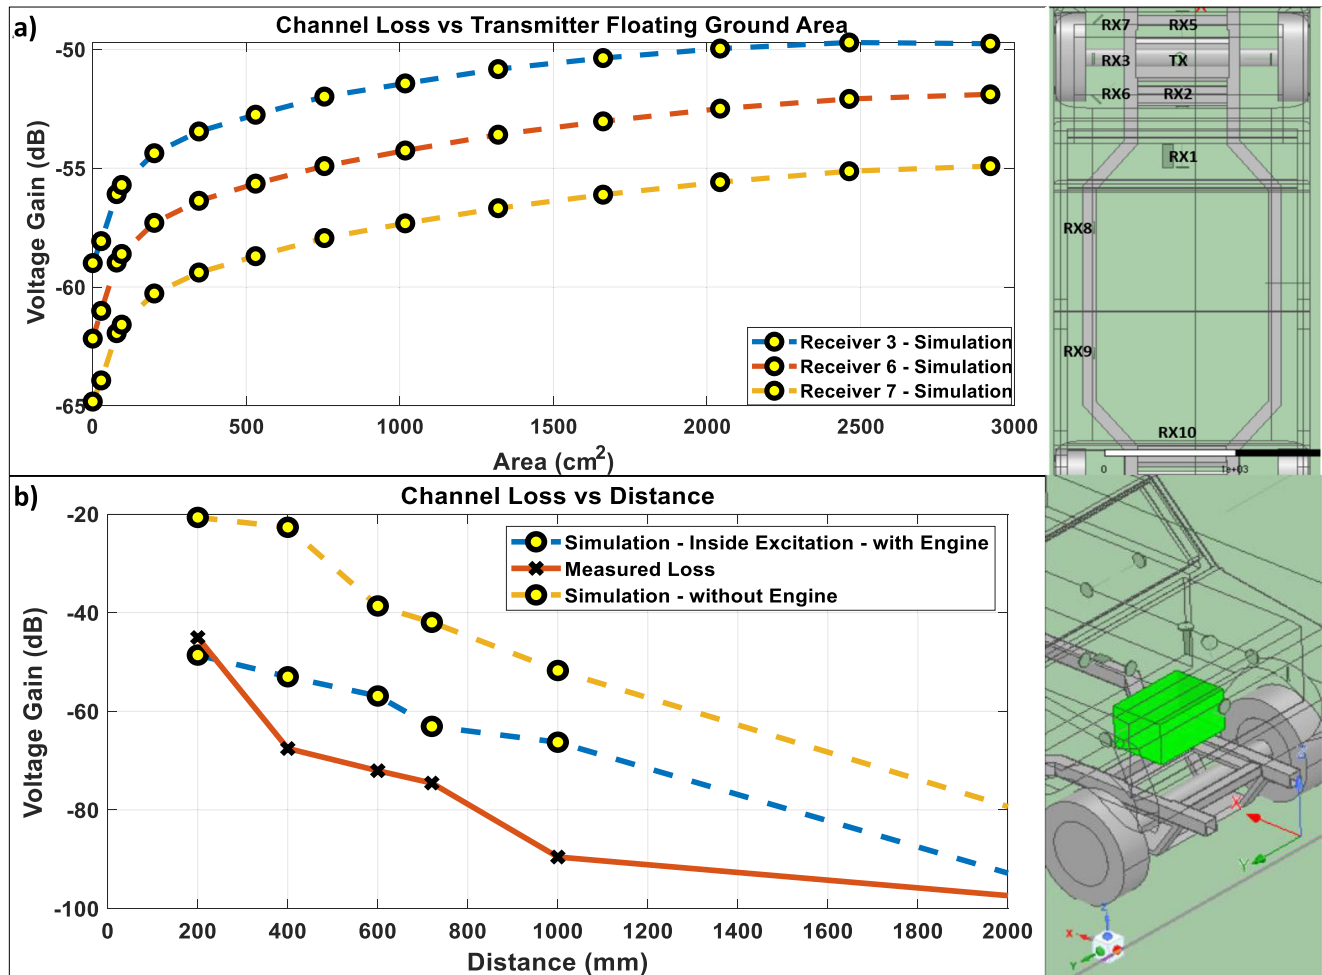 a)
Channel Loss vs Transmitter Floating Ground Area
Voltage Gain (dB)
-50
-55
-60
-65
0
500
1000
1500
2000
2500
3000
Area (cm2)
Receiver 3 - Simulation
Receiver 6 - Simulation
Receiver 7 - Simulation
RX7
RX5
RX3
TX
RX6
RX2
RX1
RX8
RX9
RX10
0
1e+03
b)
Channel Loss vs Distance
Voltage Gain (dB)
-20
-40
-60
-80
-100
0
200
400
600
800
1000
1200
1400
1600
1800
2000
Distance (mm)
Simulation - Inside Excitation - with Engine
Measured Loss
Simulation - without Engine
X
Y
Z
Z
X
Y